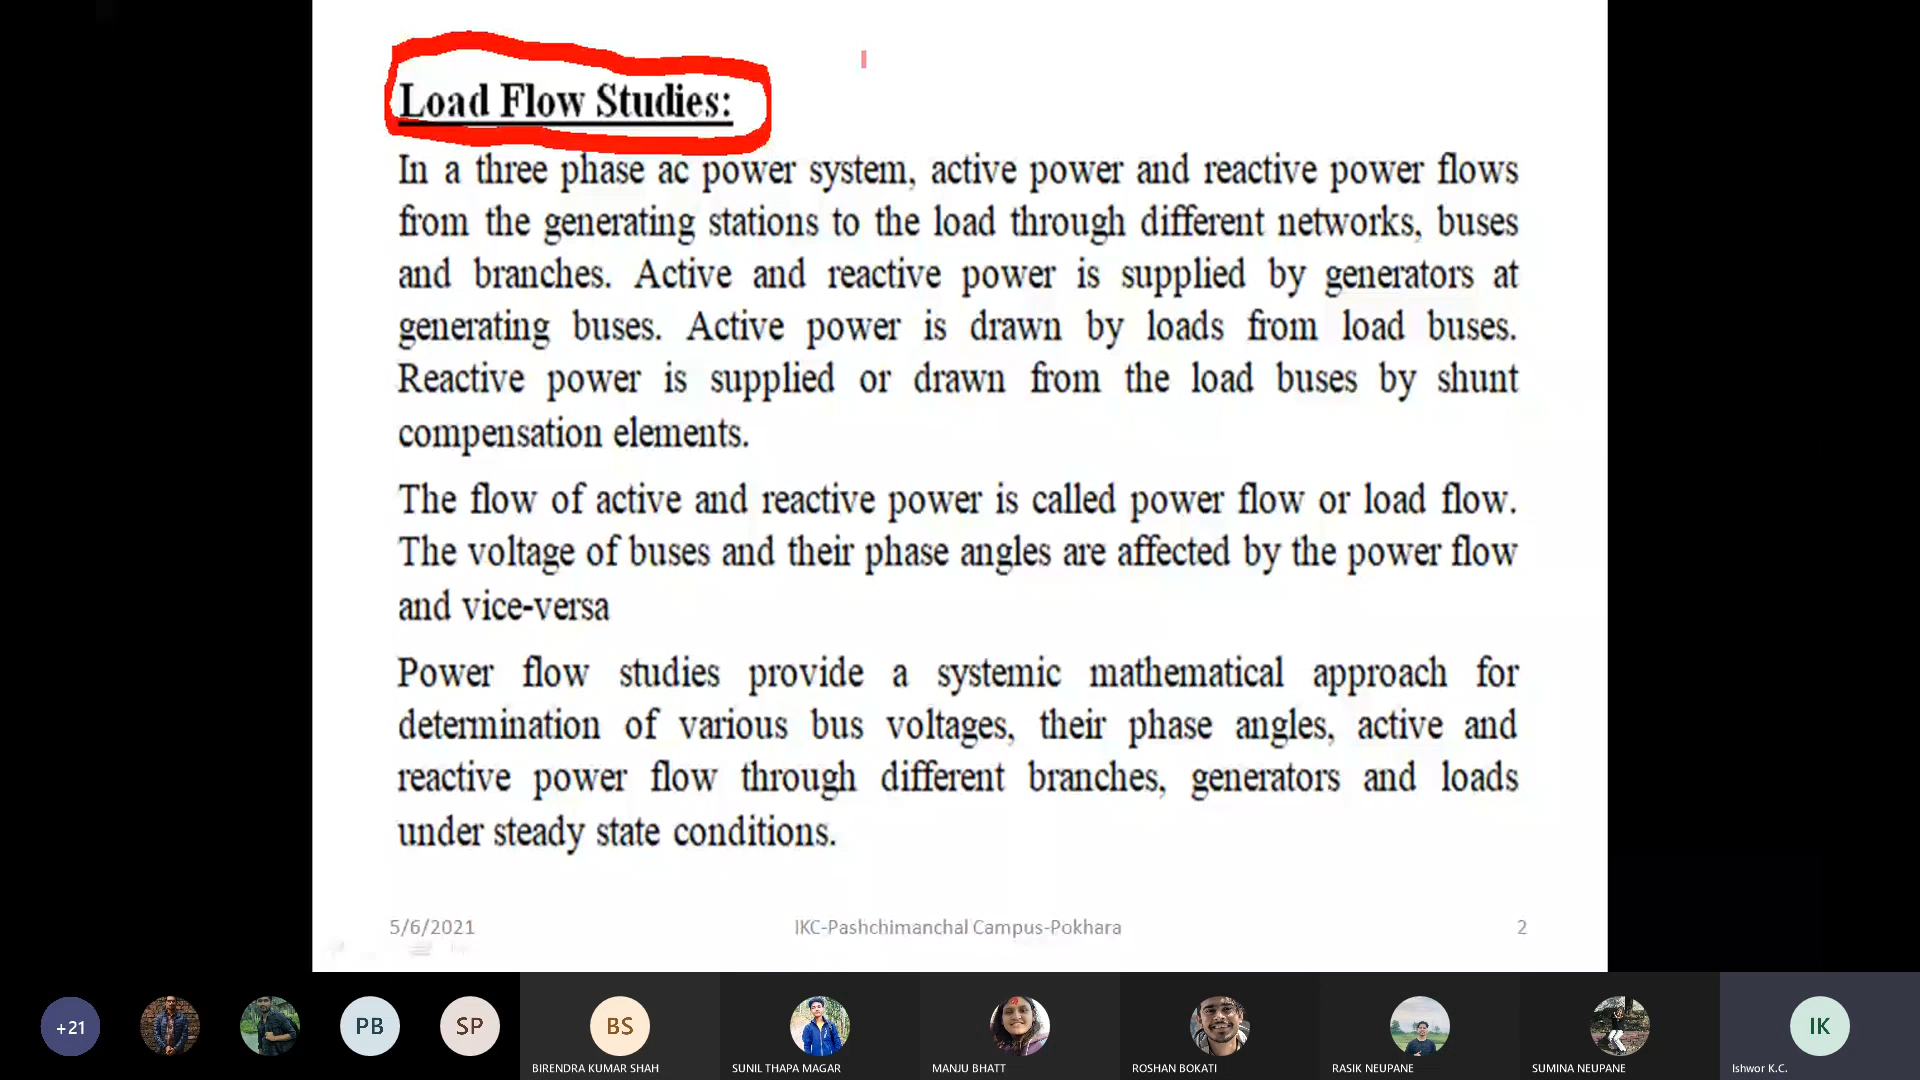 Load Flow Studies:
In a three phase ac power system, active power and reactive power flows
from the generating stations to the load through different networks, buses
and branches. Active and reactive power is supplied by generators at
generating buses. Active power is drawn by loads from load buses.
Reactive power is supplied or drawn from the load buses by shunt
compensation elements.
The flow of active and reactive power is called power flow or load flow.
The voltage of buses and their phase angles are affected by the power flow
and vice-versa
Power flow studies provide a systemic mathematical approach for
determination of various bus voltages, their phase angles, active and
reactive power flow through different branches, generators and loads
under steady state conditions.
5/6/2021 IKC-Pashchimanchal Campus-Pokhara 2
+21 PB SP BS IK
BIRENDRA KUMAR SHAH SUNIL THAPA MAGAR MANJU BHATT ROSHAN BOKATI RASIK NEUPANE SUMINA NEUPANE Ishwor K.C.